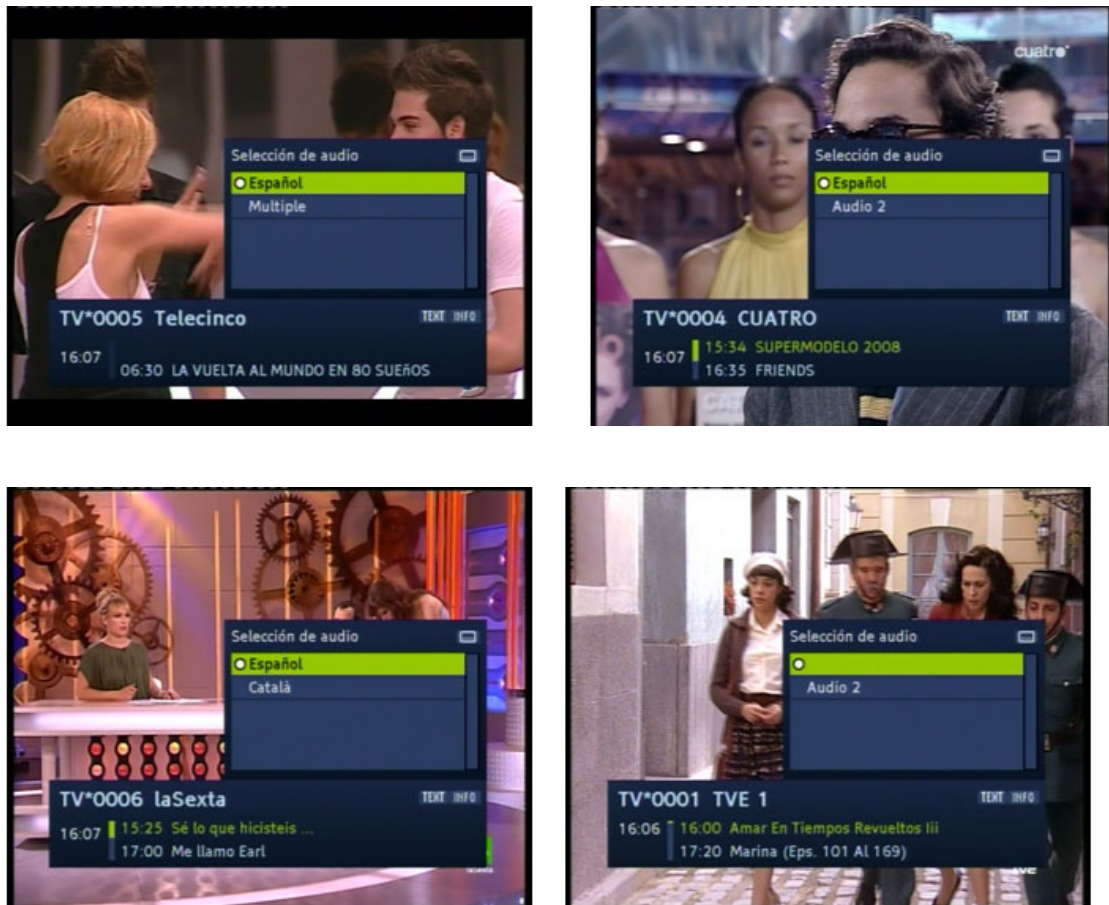 Selección de audio
Español
Multiple
TV*0005 Telecinco
TEXT INFO
16:07
06:30 LA VUELTA AL MUNDO EN 80 SUEñOS
cuatro
Selección de audio
Español
Audio 2
TV*0004 CUATRO
TEXT INFO
16:07
15:34 SUPERMODELO 2008
16:35 FRIENDS
Selección de audio
Español
Català
TV*0006 laSexta
TEXT INFO
16:07
15:25 Sé lo que hicisteis ...
17:00 Me llamo Earl
laSexta
Selección de audio
Audio 2
TV*0001 TVE 1
TEXT INFO
16:06
16:00 Amar En Tiempos Revueltos Iii
17:20 Marina (Eps. 101 Al 169)
tve